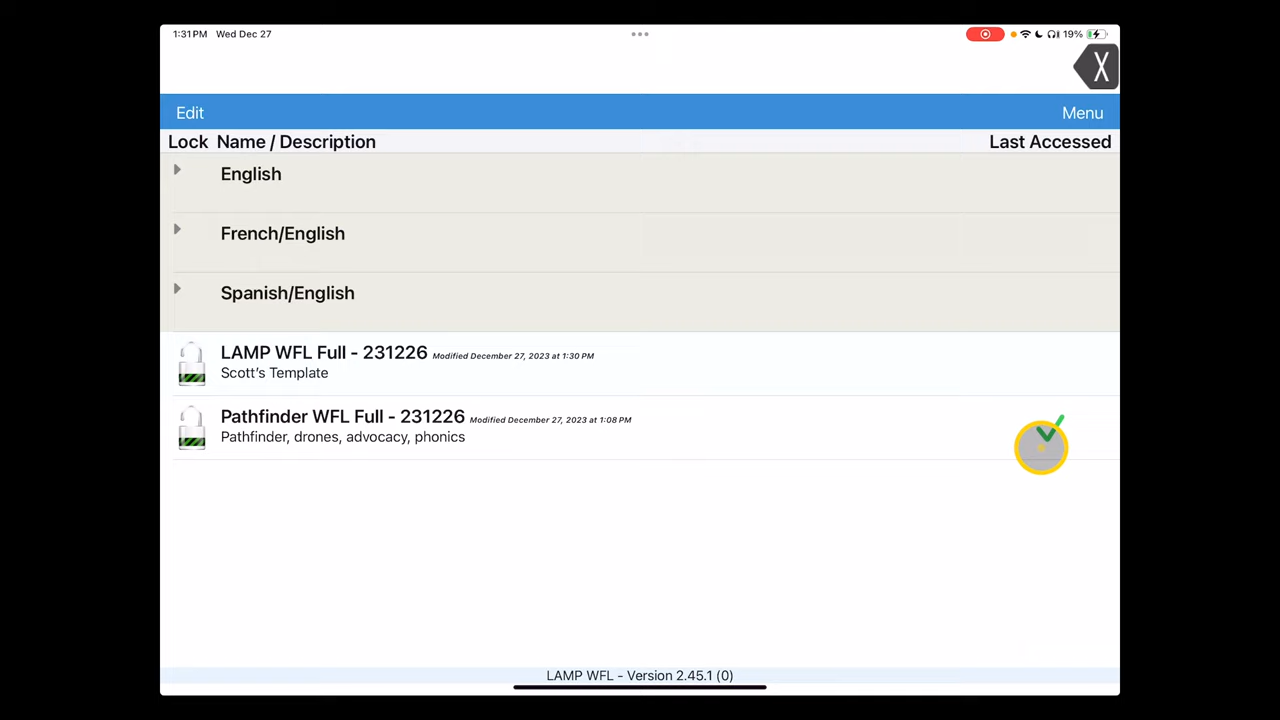 1:31 PM Wed Dec 27
19%
X
Edit
Menu
Lock Name / Description
Last Accessed
English
French/English
Spanish/English
LAMP WFL Full - 231226 Modified December 27, 2023 at 1:30 PM
Scott's Template
Pathfinder WFL Full - 231226 Modified December 27, 2023 at 1:08 PM
Pathfinder, drones, advocacy, phonics
LAMP WFL - Version 2.45.1 (0)